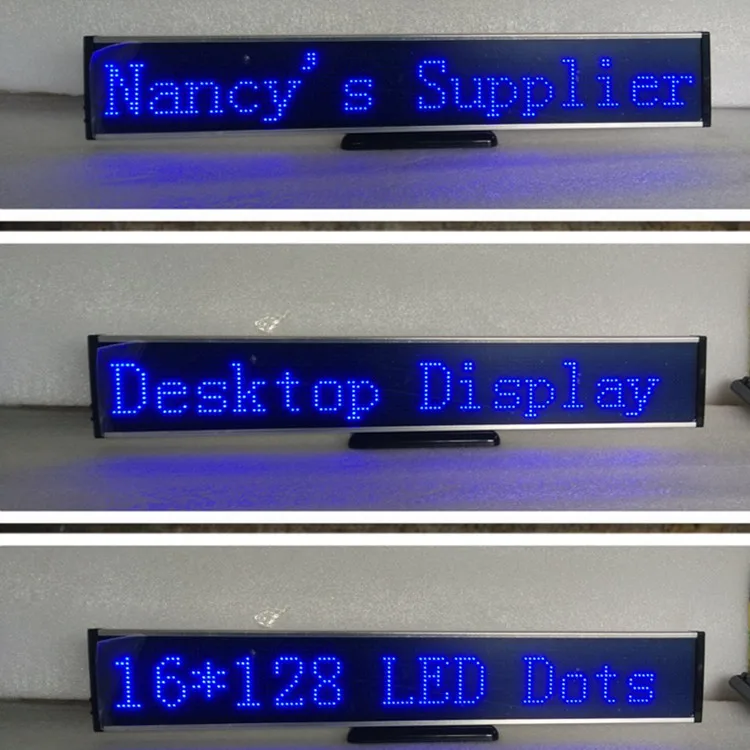 Nancy's Supplier
Desktop Display
16*128 LED Dots